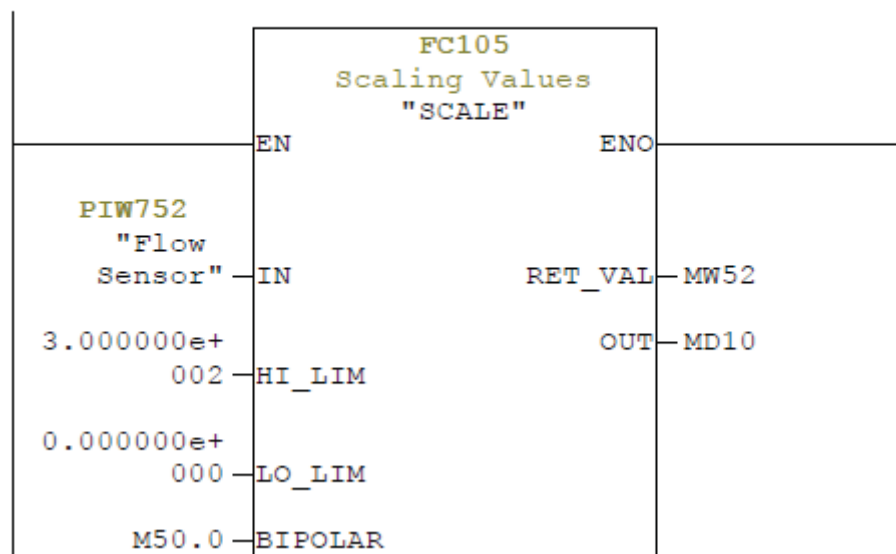 FC105
Scaling Values
"SCALE"
EN ENO
PIW752
"Flow
Sensor" IN RET_VAL MW52
3.000000e+ OUT MD10
002 HI_LIM
0.000000e+
000 LO_LIM
M50.0 BIPOLAR